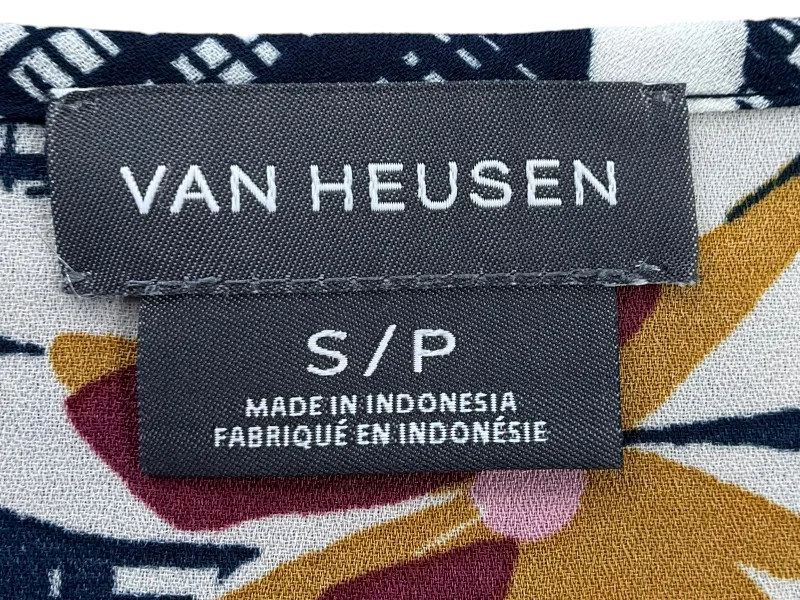 VAN HEUSEN
S/P
MADE IN INDONESIA
FABRIQUÉ EN INDONÉSIE